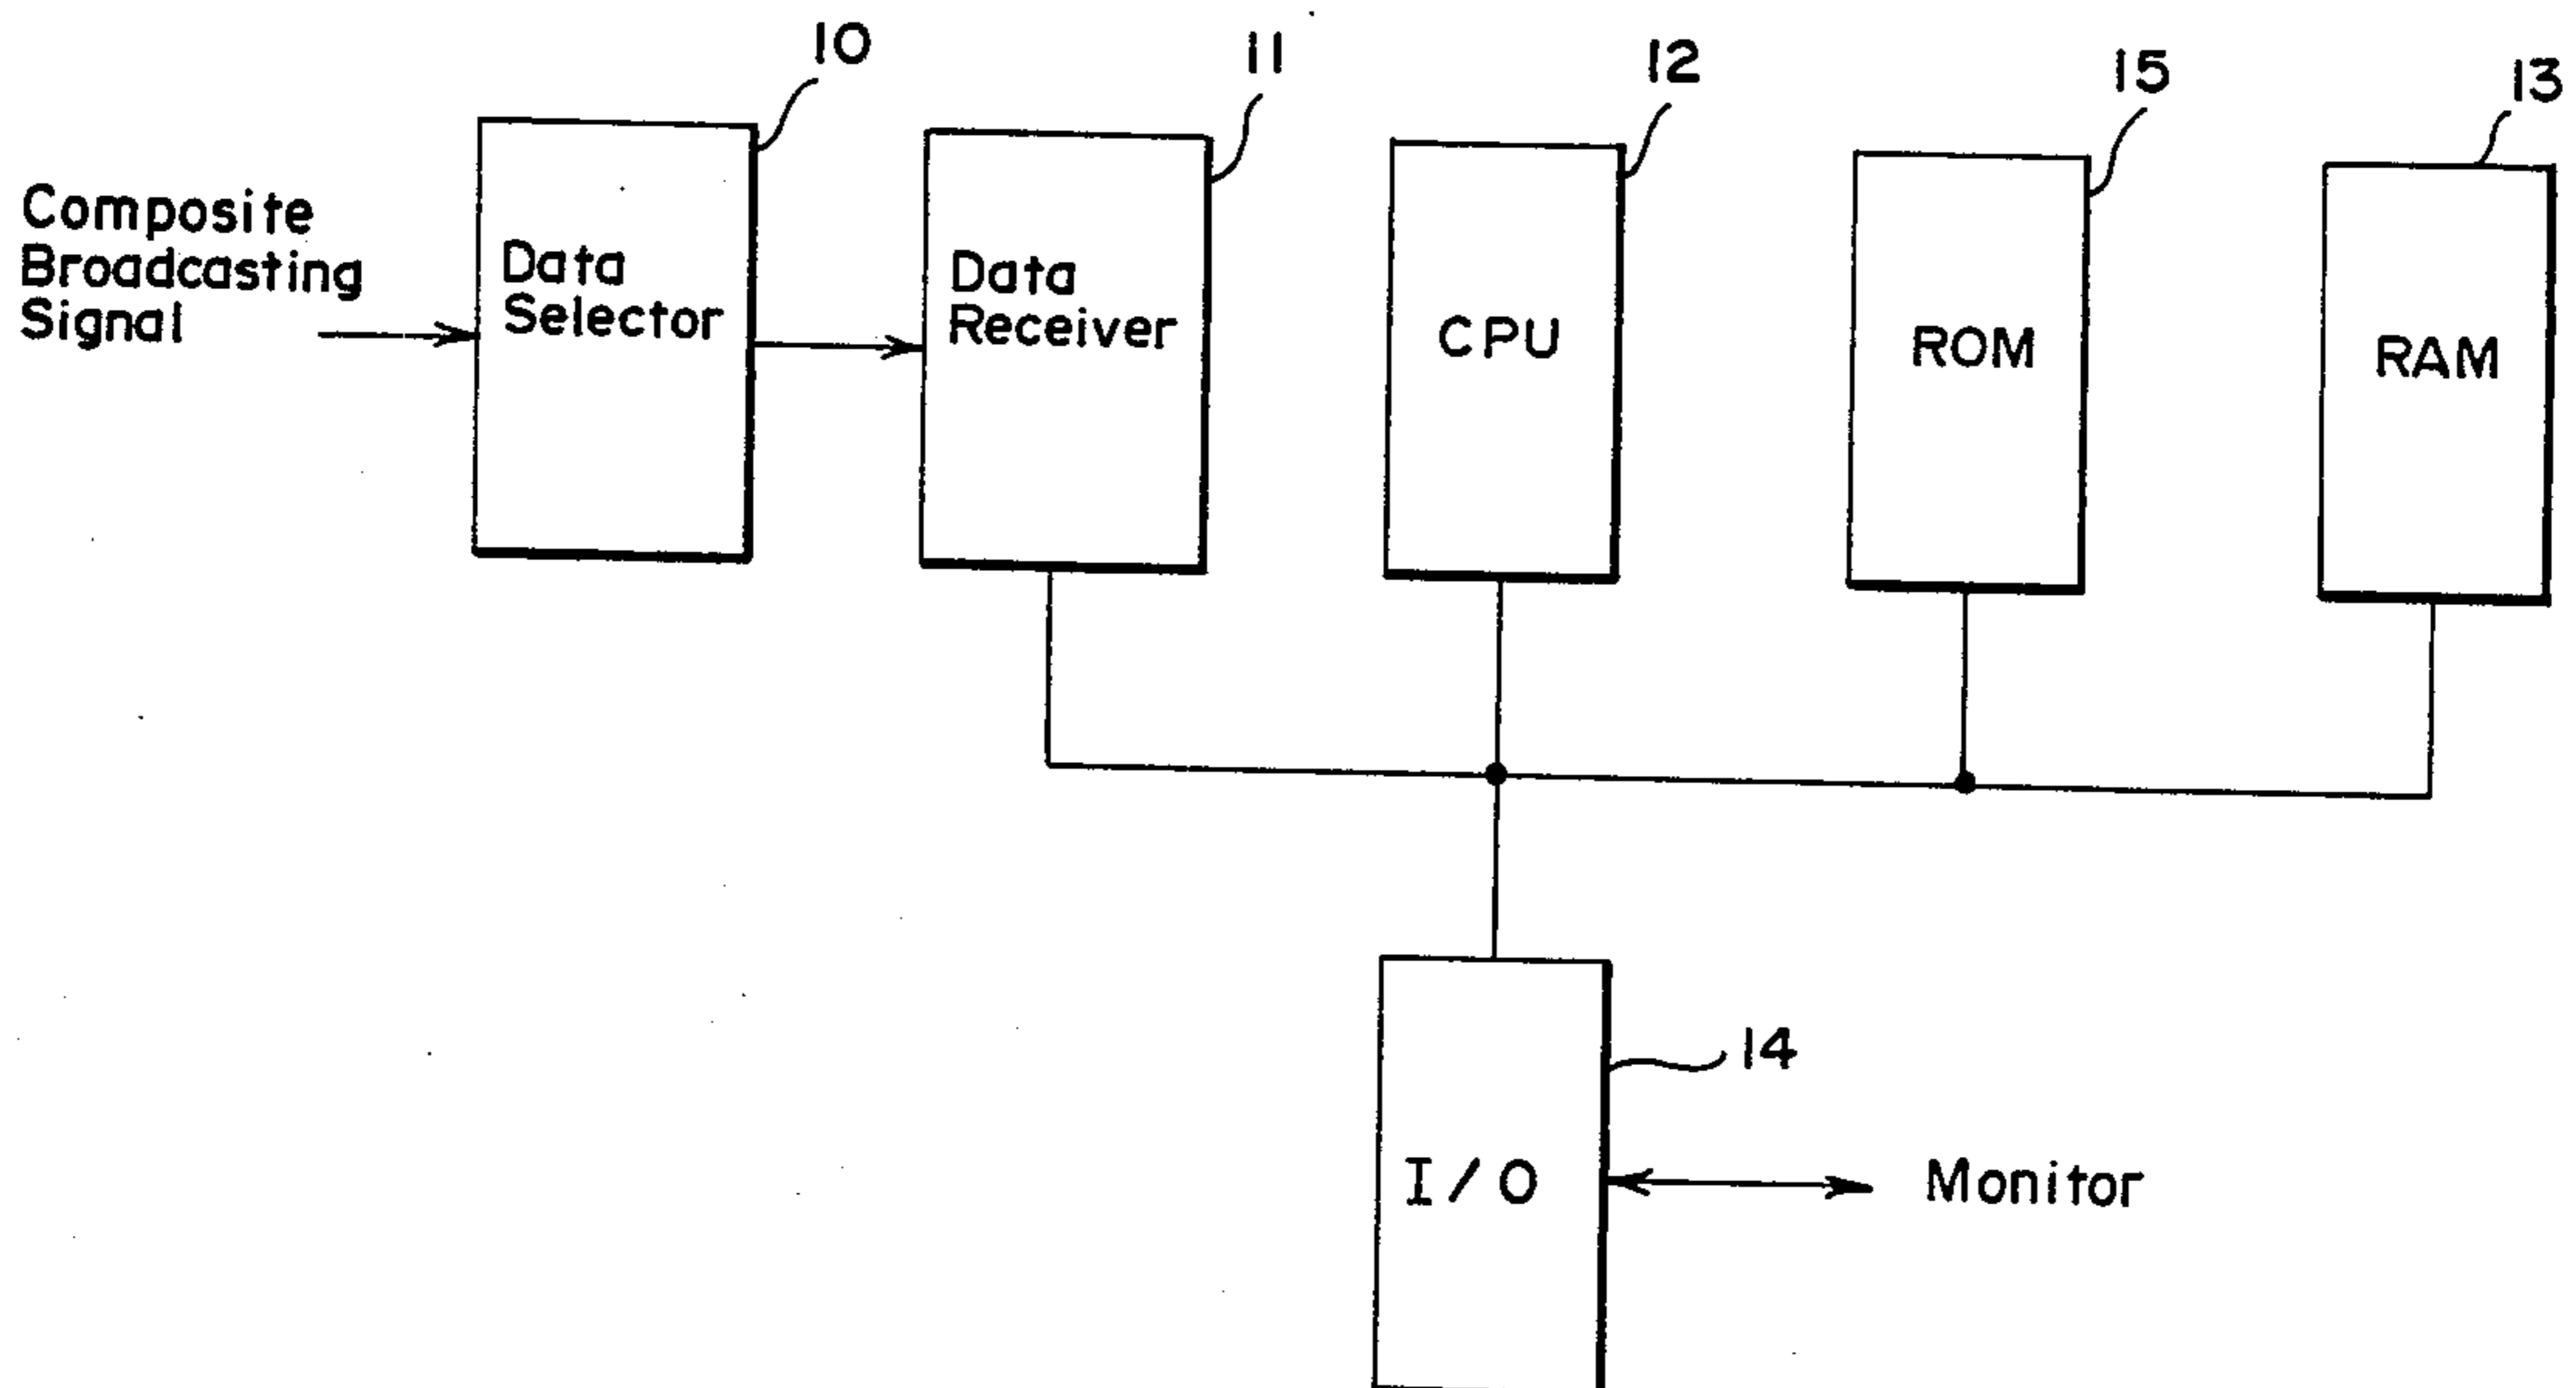 10
11
12
15
13
Composite
Broadcasting
Signal
Data
Selector
Data
Receiver
CPU
ROM
RAM
14
I/O
Monitor